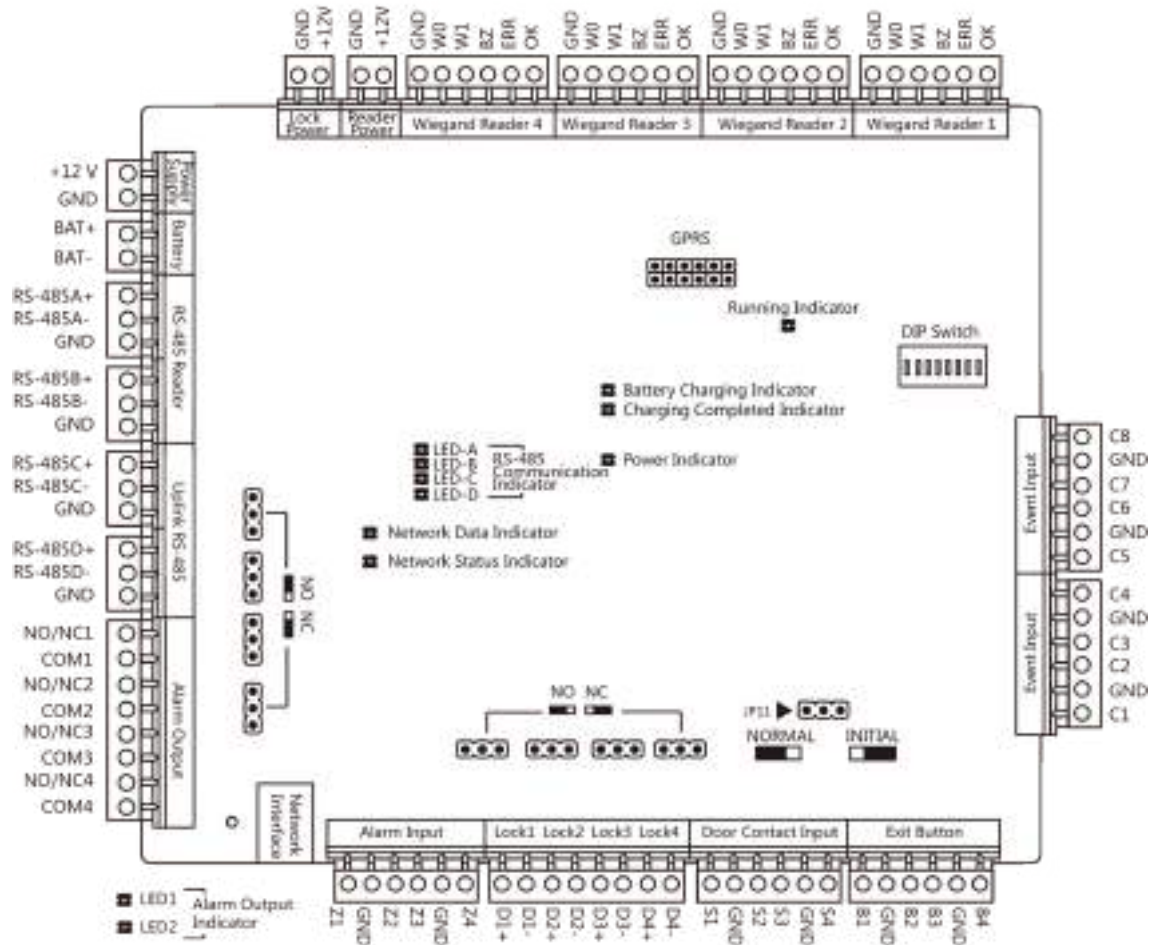 GND +12V GND +12V GND W0 W1 BZ ERR OK GND W0 W1 BZ ERR OK GND W0 W1 BZ ERR OK GND W0 W1 BZ ERR OK
Lock Power
Reader Power
Wiegand Reader 4
Wiegand Reader 3
Wiegand Reader 2
Wiegand Reader 1
+12 V
GND
Power Supply
BAT+
BAT-
Battery
RS-485A+
RS-485A-
GND
RS-485B+
RS-485B-
GND
RS-485 Reader
RS-485C+
RS-485C-
GND
RS-485D+
RS-485D-
GND
Uplink RS-485
NO/NC1
COM1
NO/NC2
COM2
NO/NC3
COM3
NO/NC4
COM4
Alarm Output
GPRS
Running Indicator
DIP Switch
Battery Charging Indicator
Charging Completed Indicator
Power Indicator
LED-A
LED-B
LED-C
LED-D
RS-485
Communication
Indicator
Network Data Indicator
Network Status Indicator
NO NC
NO NC
JP11
NORMAL
INITIAL
Event Input
C8
GND
C7
C6
GND
C5
Event Input
C4
GND
C3
C2
GND
C1
Network
Interface
Alarm Input
Lock1 Lock2 Lock3 Lock4
Door Contact Input
Exit Button
Z1 GND Z2 Z3 GND Z4 D1+ D1- D2+ D2- D3+ D3- D4+ D4- S1 GND S2 S3 GND S4 B1 GND B2 B3 GND B4
LED1
LED2
Alarm Output
Indicator